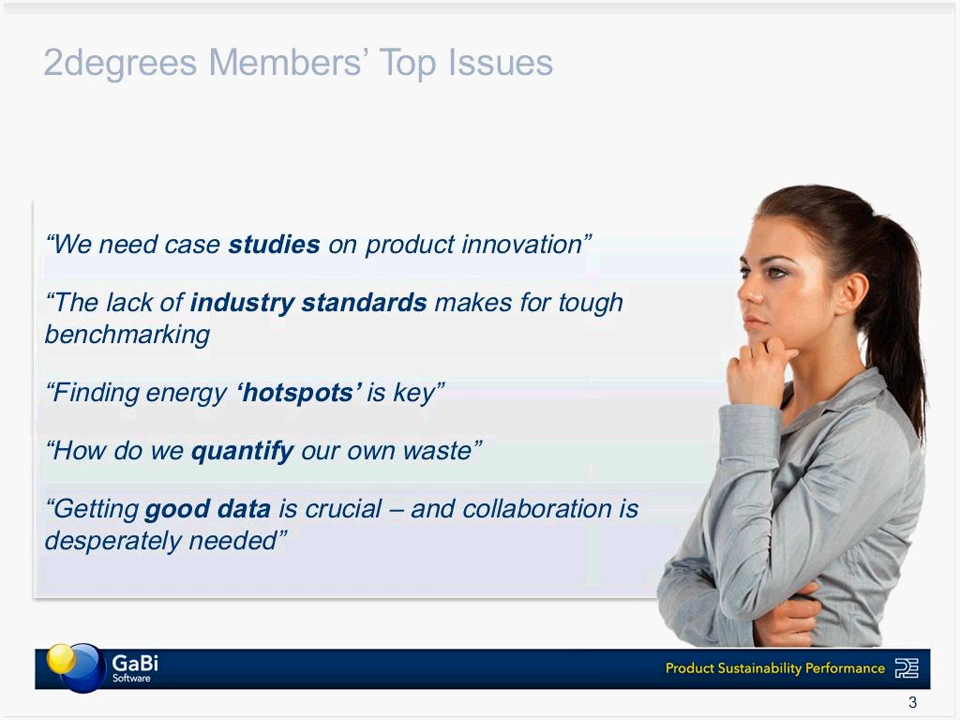 2degrees Members’ Top Issues
“We need case studies on product innovation”
“The lack of industry standards makes for tough
benchmarking
“Finding energy ‘hotspots’ is key”
“How do we quantify our own waste”
“Getting good data is crucial – and collaboration is
desperately needed”
GaBi
Software
Product Sustainability Performance PE
3